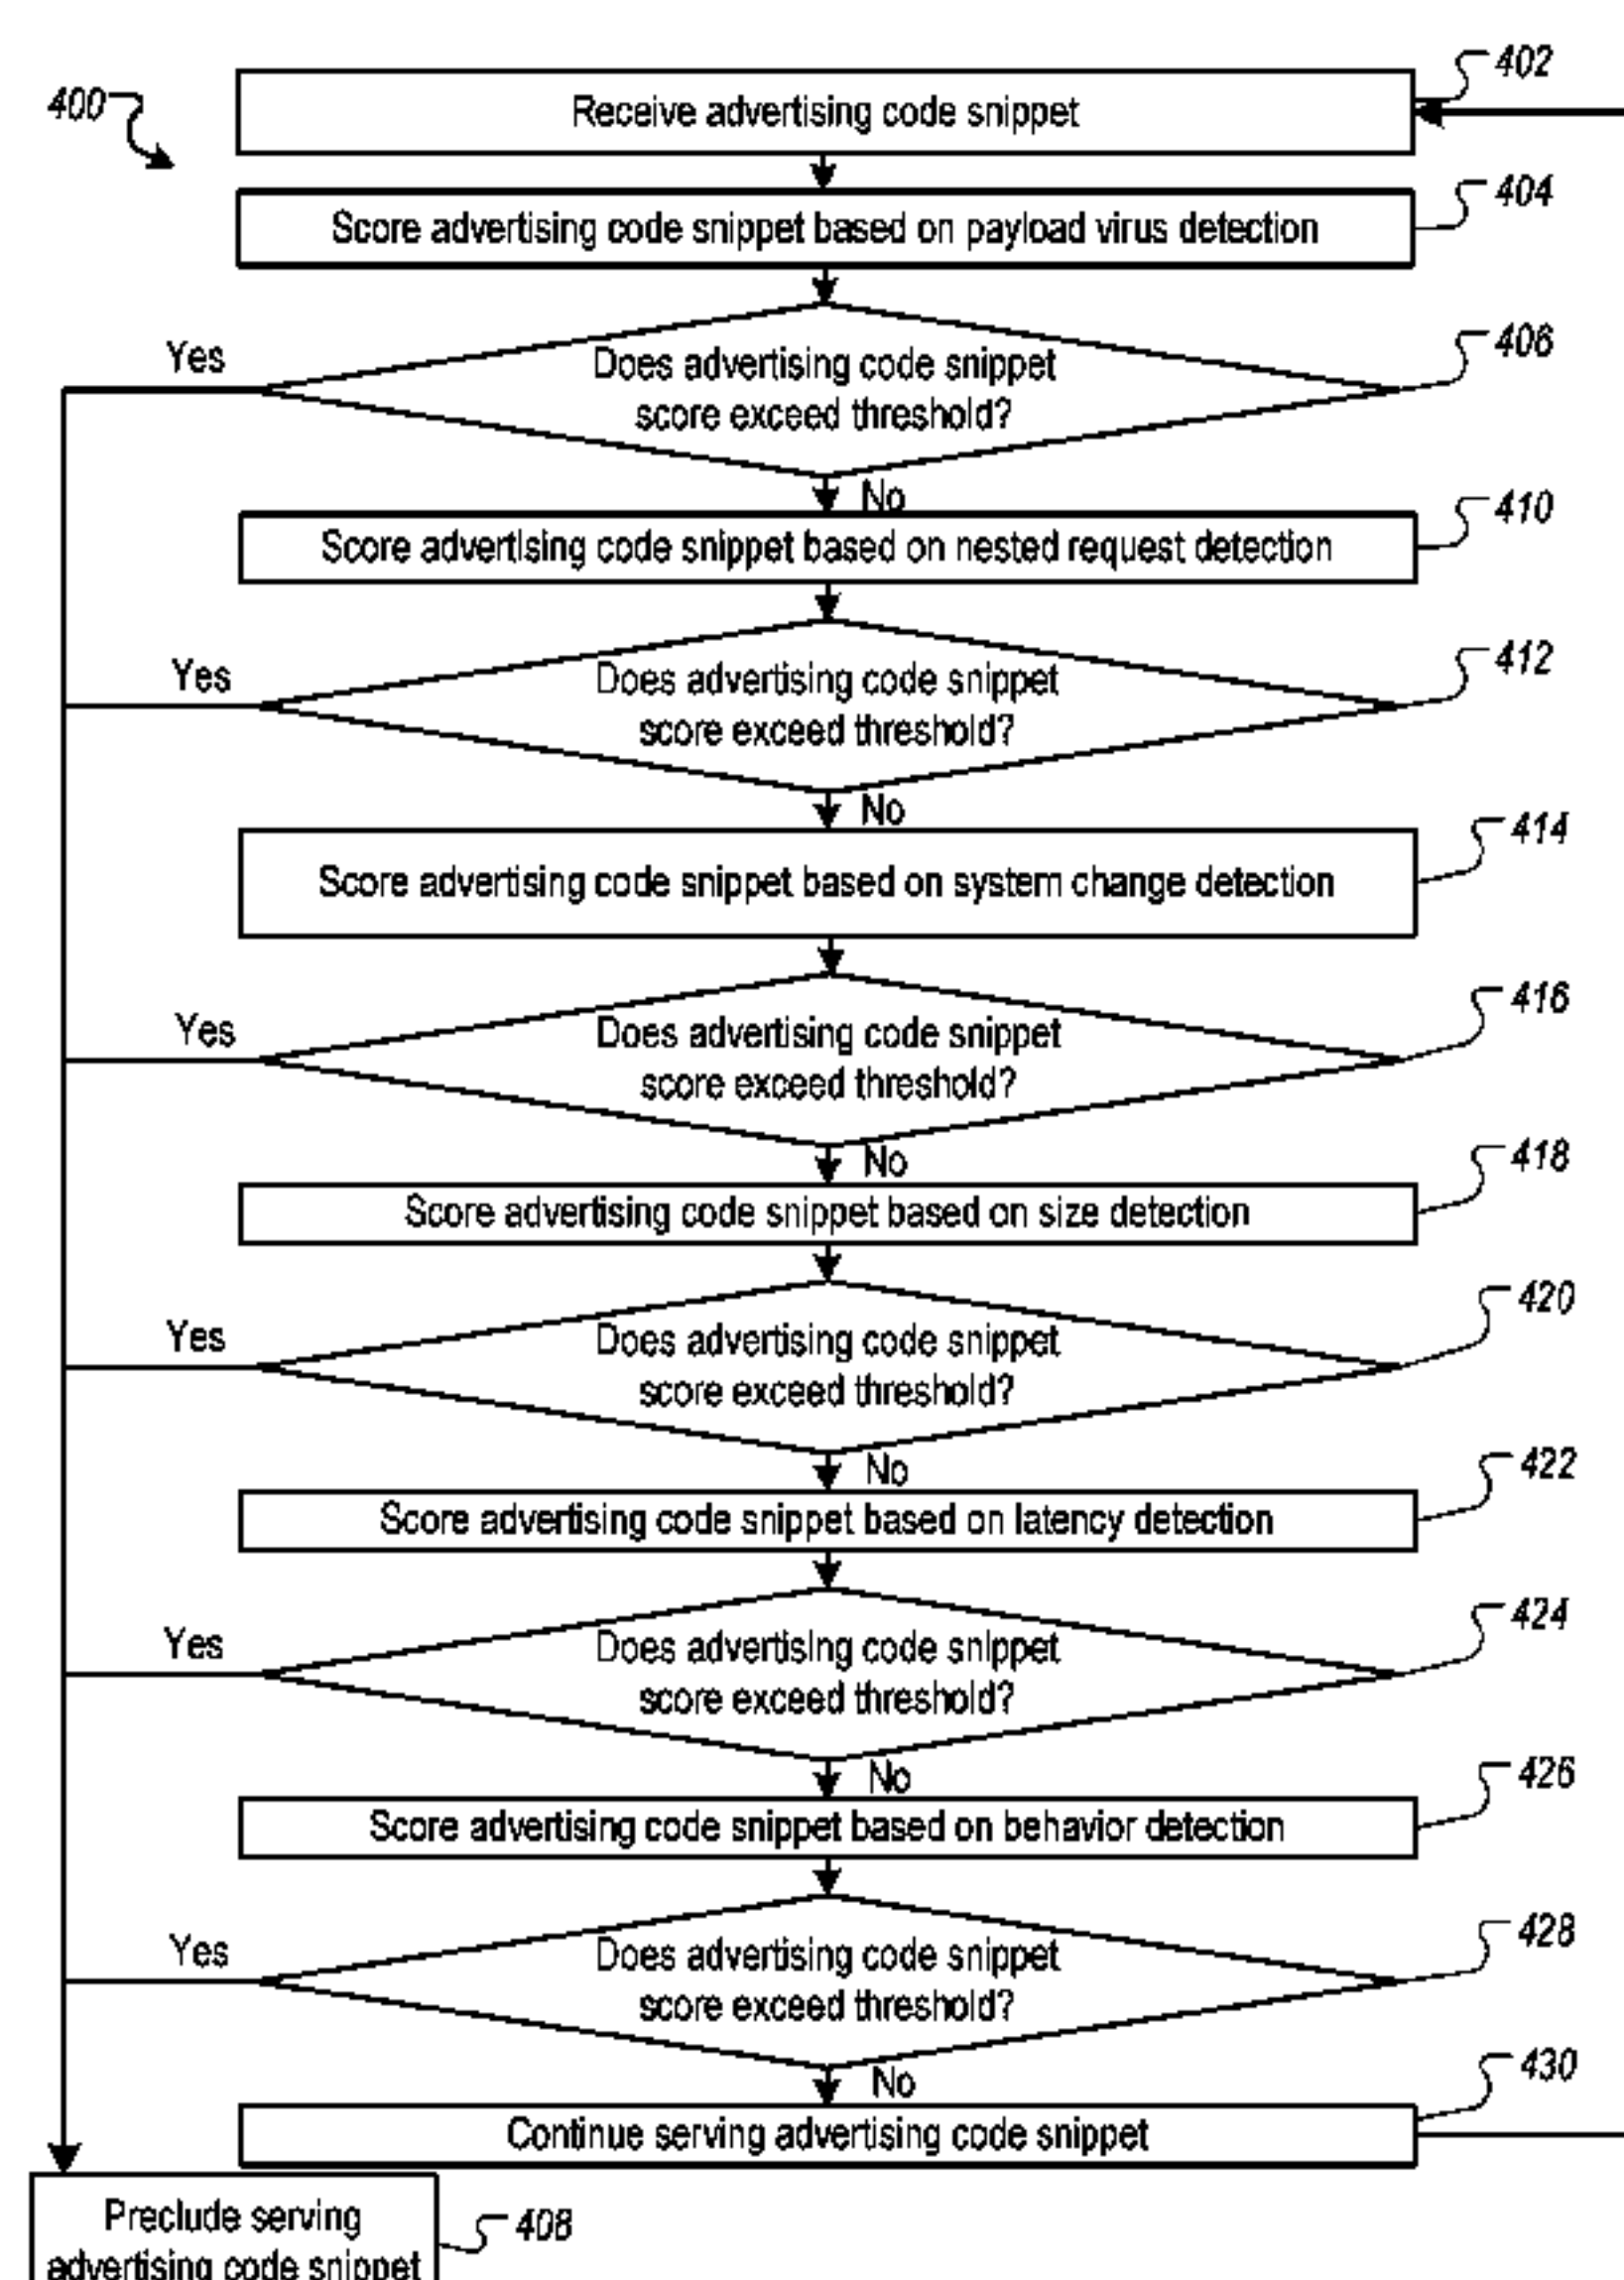 400
402
Receive advertising code snippet
404
Score advertising code snippet based on payload virus detection
406
Yes
Does advertising code snippet
score exceed threshold?
No
410
Score advertising code snippet based on nested request detection
412
Yes
Does advertising code snippet
score exceed threshold?
No
414
Score advertising code snippet based on system change detection
416
Yes
Does advertising code snippet
score exceed threshold?
No
418
Score advertising code snippet based on size detection
420
Yes
Does advertising code snippet
score exceed threshold?
No
422
Score advertising code snippet based on latency detection
424
Yes
Does advertising code snippet
score exceed threshold?
No
426
Score advertising code snippet based on behavior detection
428
Yes
Does advertising code snippet
score exceed threshold?
No
430
Continue serving advertising code snippet
Preclude serving
advertising code snippet
408